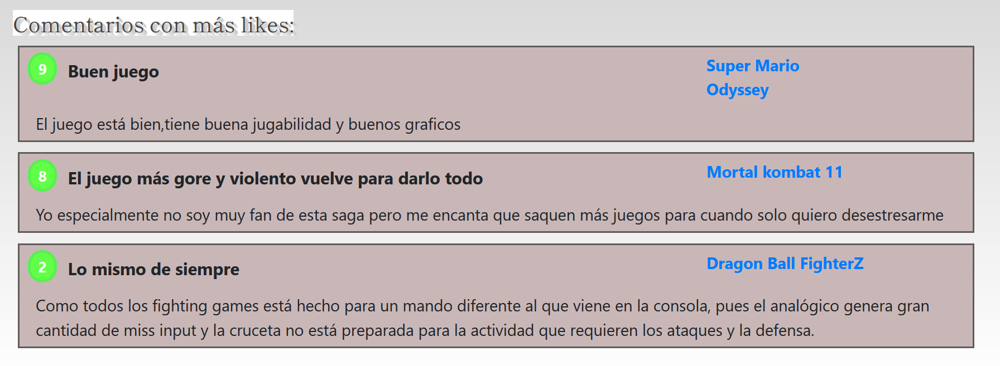 Comentarios con más likes:
9 Buen juego Super Mario
Odyssey
El juego está bien,tiene buena jugabilidad y buenos graficos
8 El juego más gore y violento vuelve para darlo todo Mortal kombat 11
Yo especialmente no soy muy fan de esta saga pero me encanta que saquen más juegos para cuando solo quiero desestresarme
2 Lo mismo de siempre Dragon Ball FighterZ
Como todos los fighting games está hecho para un mando diferente al que viene en la consola, pues el analógico genera gran
cantidad de miss input y la cruceta no está preparada para la actividad que requieren los ataques y la defensa.